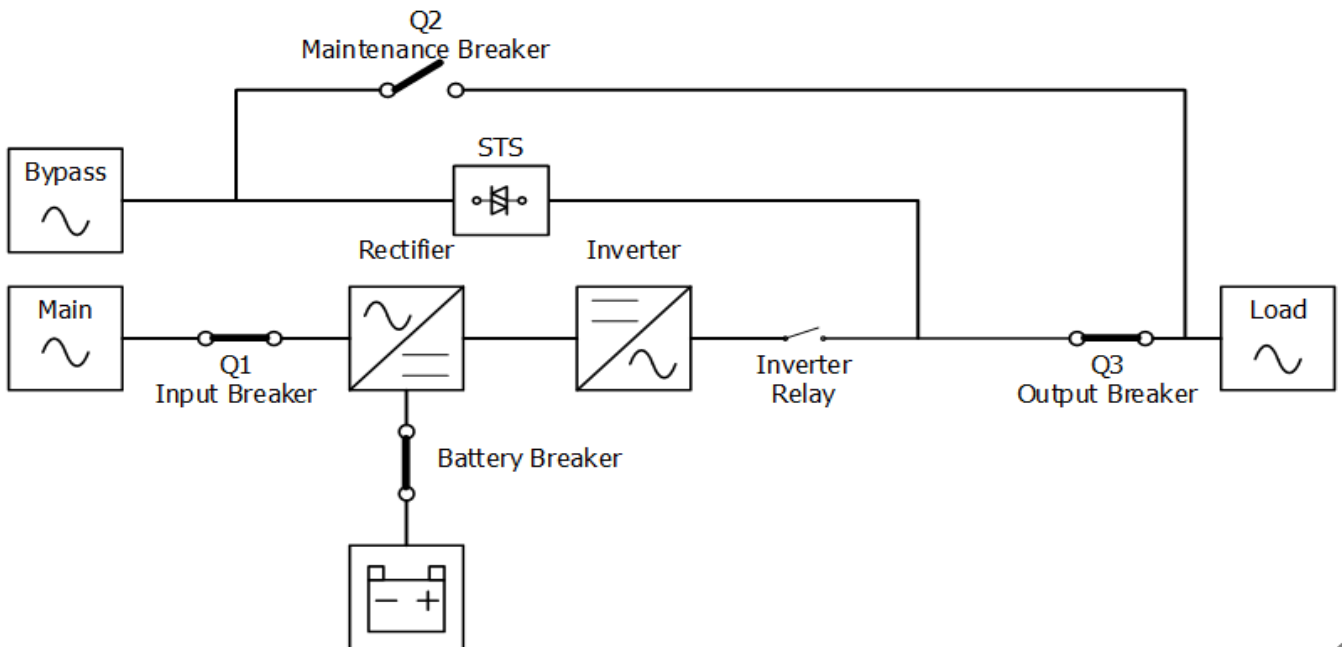 Q2
Maintenance Breaker
STS
Bypass
Rectifier
Inverter
Main
Load
Q1
Input Breaker
Inverter
Relay
Q3
Output Breaker
Battery Breaker